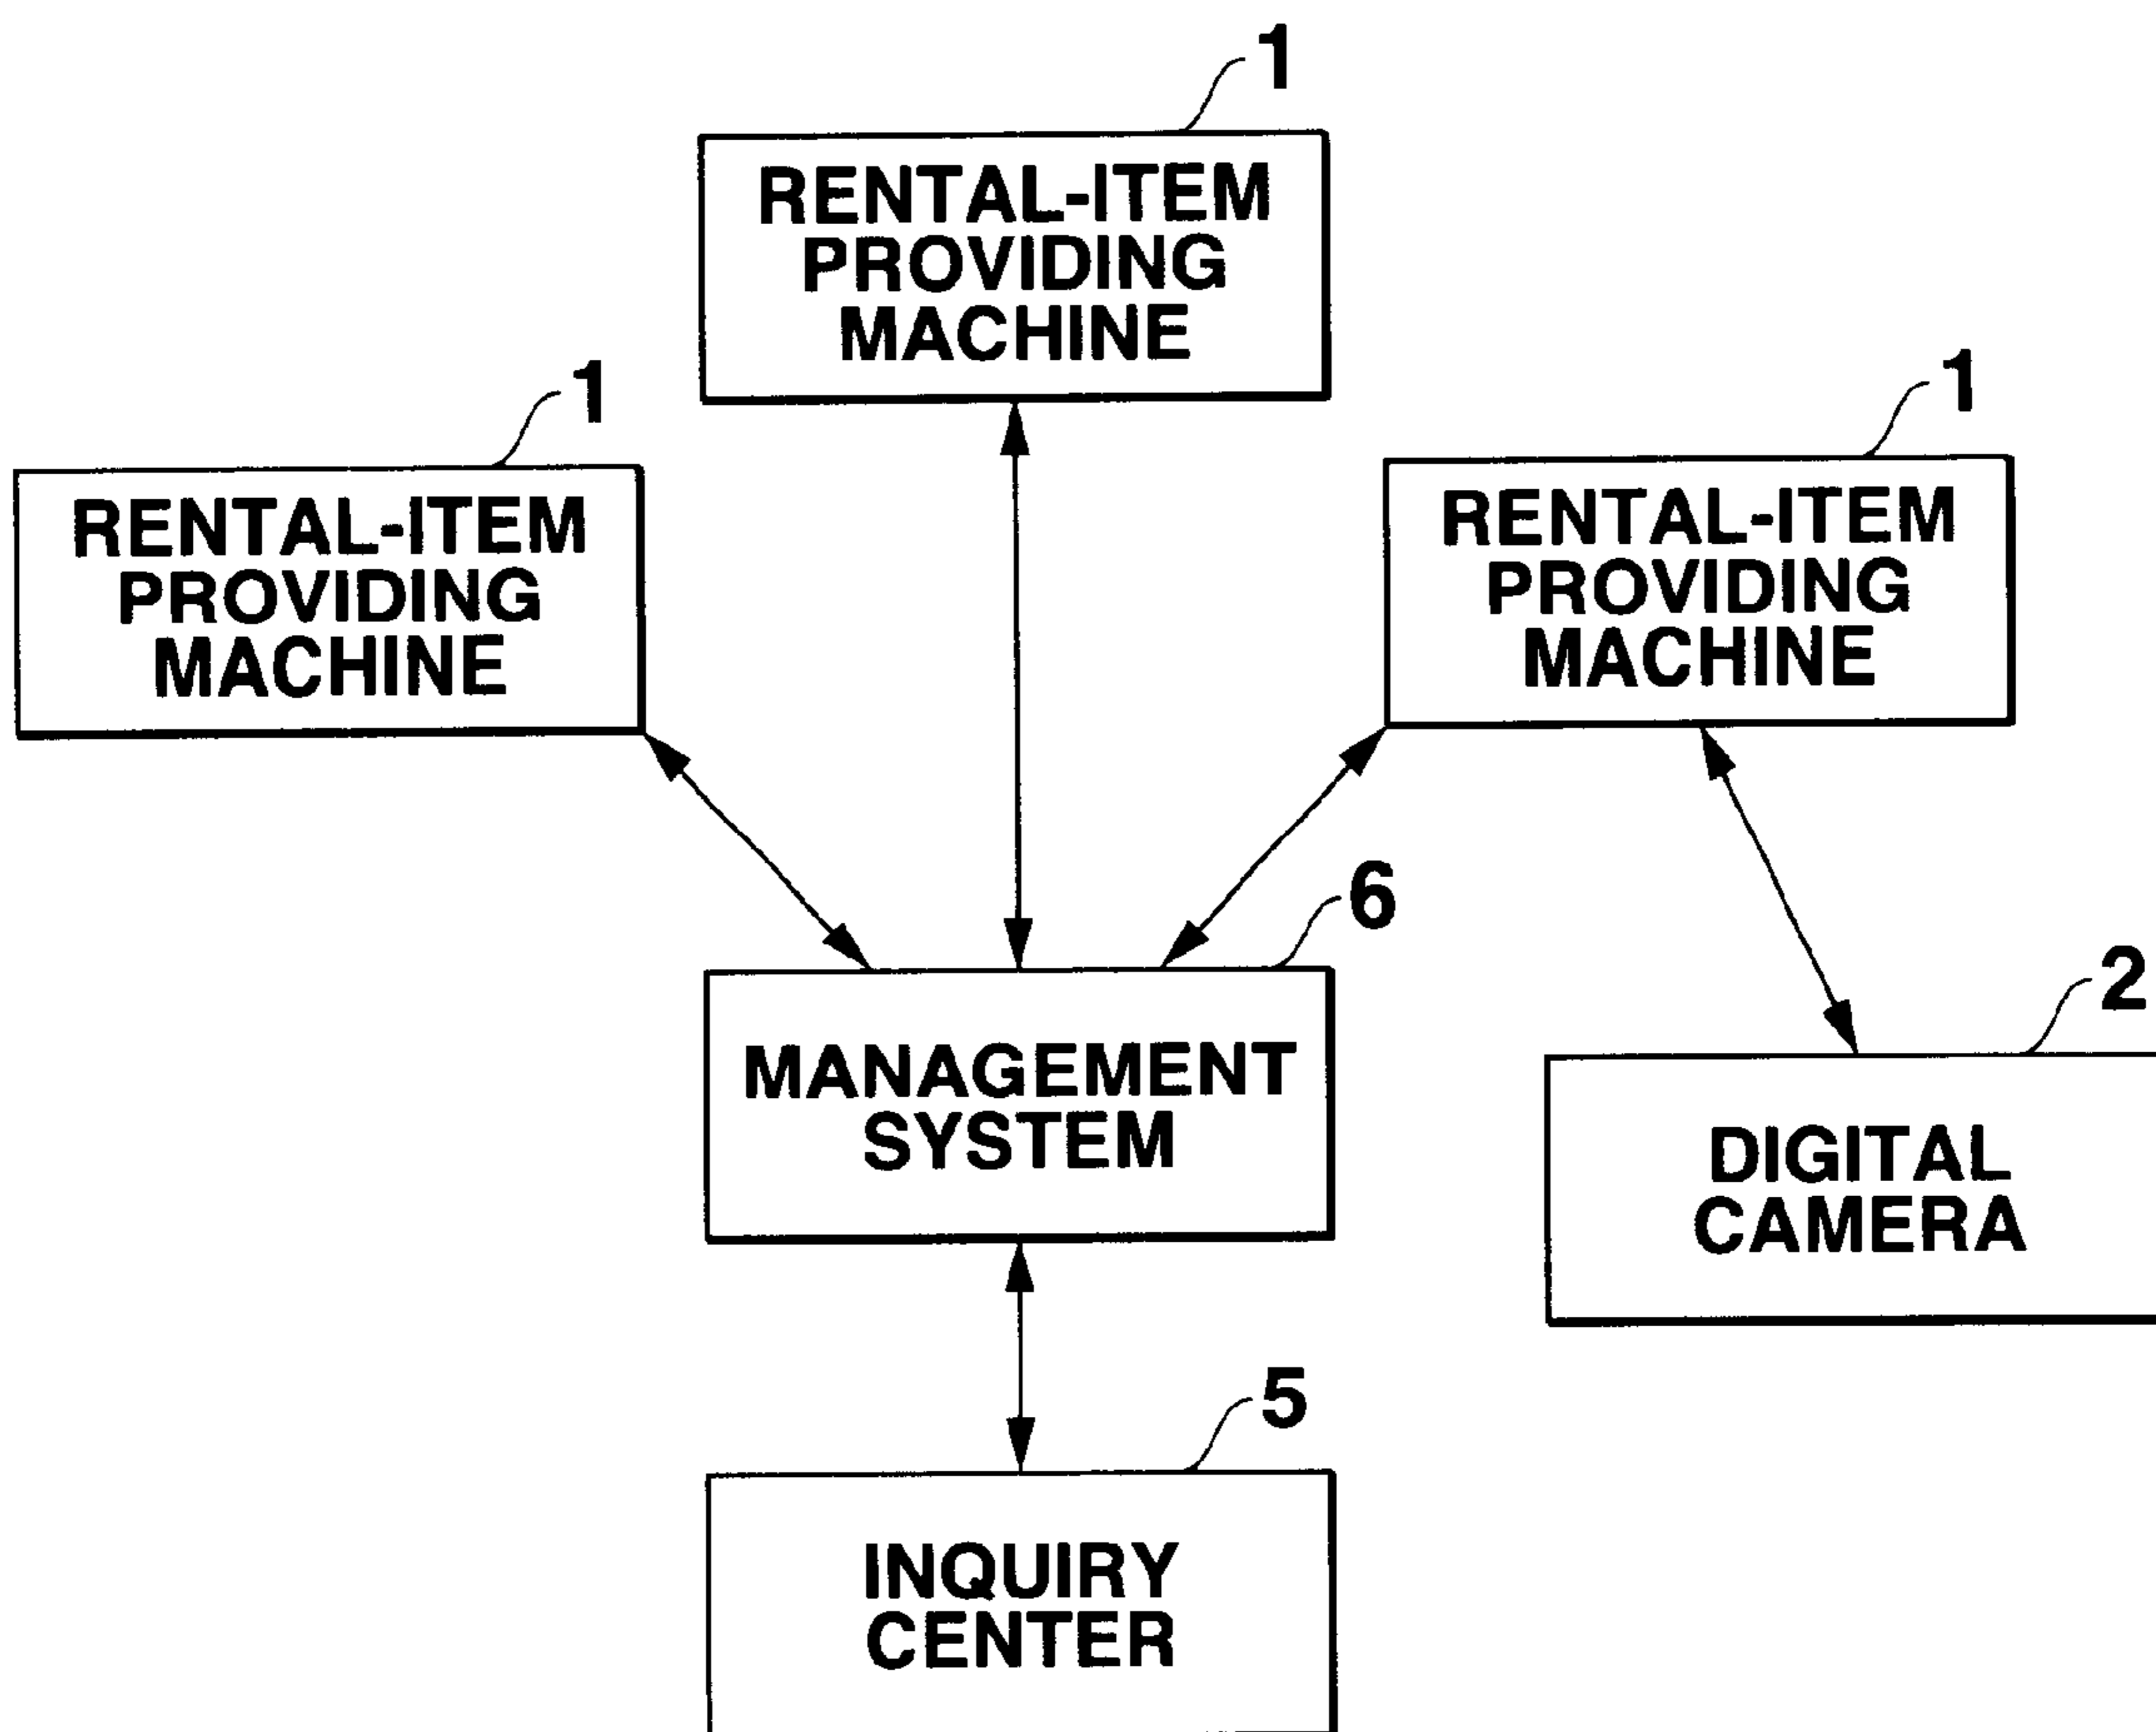 1
RENTAL-ITEM
PROVIDING
MACHINE
1
RENTAL-ITEM
PROVIDING
MACHINE
1
RENTAL-ITEM
PROVIDING
MACHINE
6
MANAGEMENT
SYSTEM
2
DIGITAL
CAMERA
5
INQUIRY
CENTER